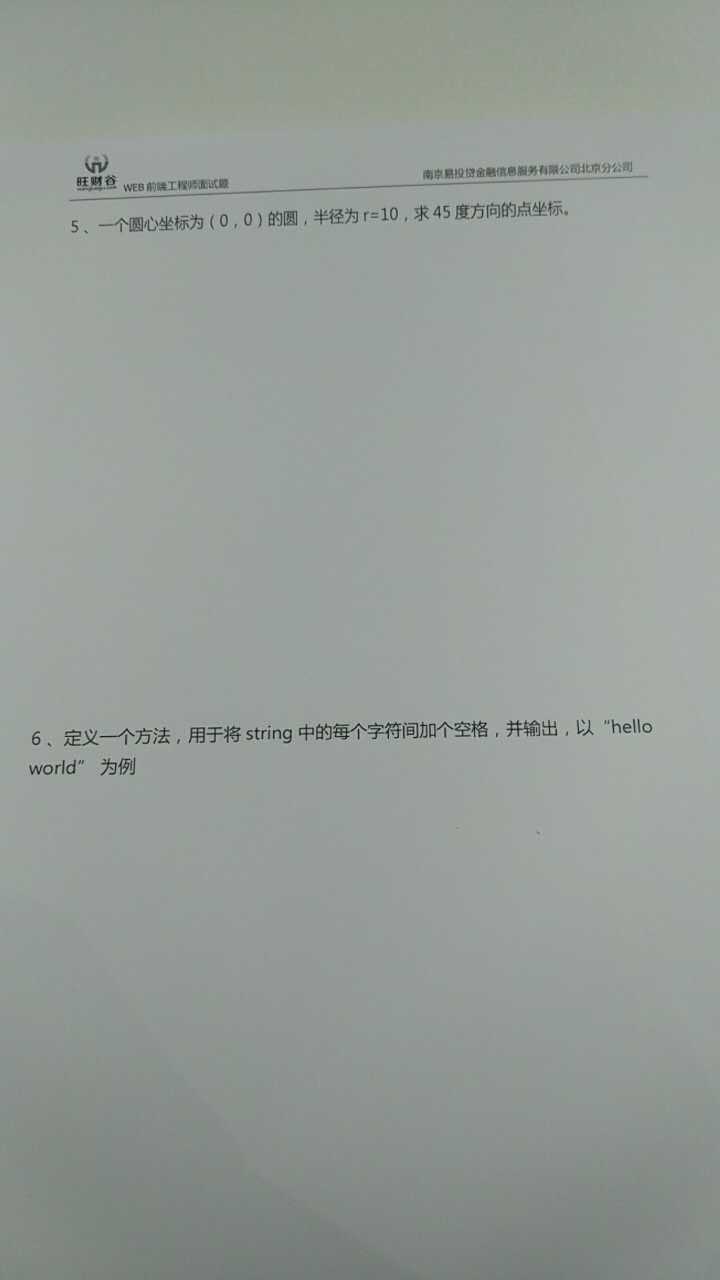 旺财谷
WEB 前端工程师面试题
南京易投贷金融信息服务有限公司北京分公司
5、一个圆心坐标为(0,0)的圆,半径为 r=10,求 45 度方向的点坐标。
6、定义一个方法,用于将 string 中的每个字符间加个空格,并输出,以“hello
world” 为例